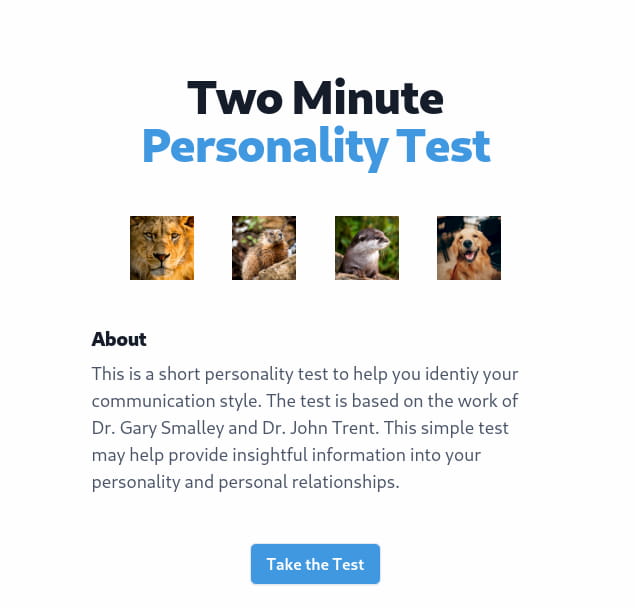 Two Minute
Personality Test
About
This is a short personality test to help you identiy your
communication style. The test is based on the work of
Dr. Gary Smalley and Dr. John Trent. This simple test
may help provide insightful information into your
personality and personal relationships.
Take the Test